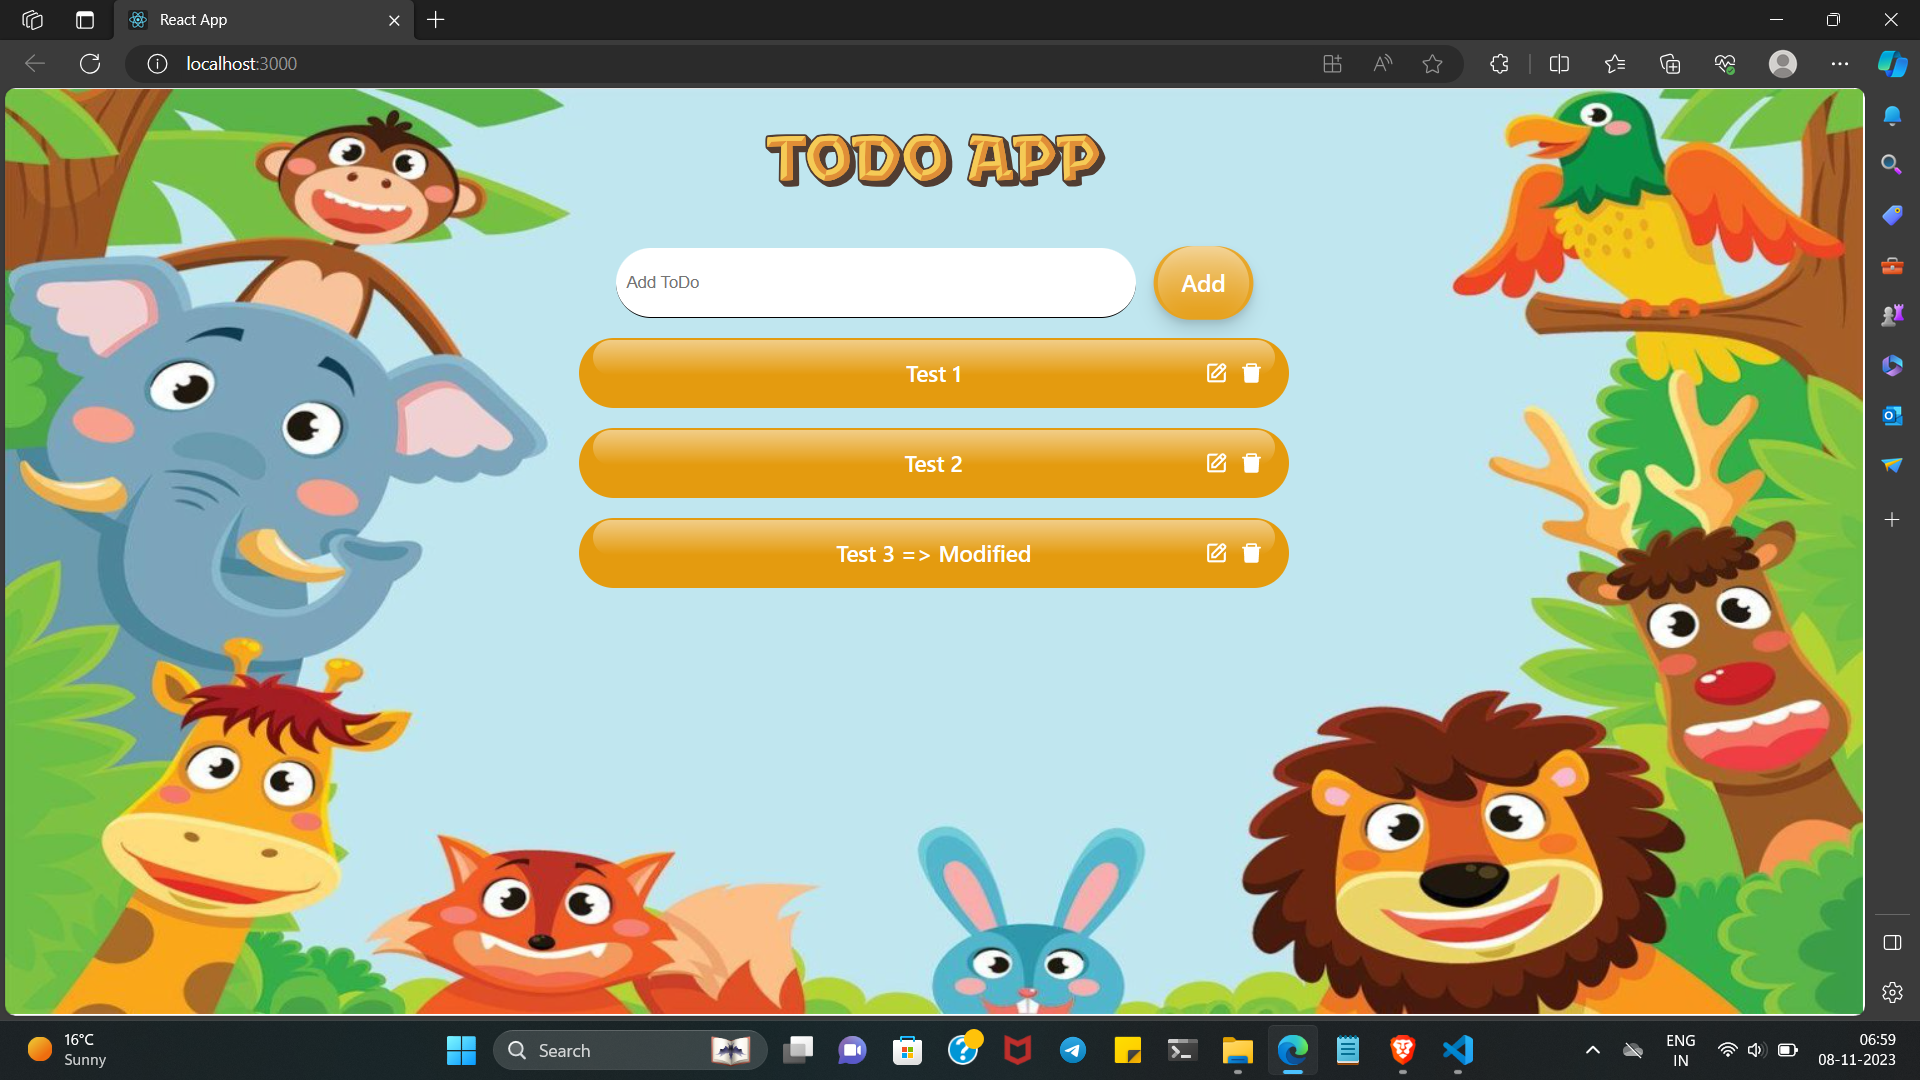 React App
localhost:3000
TODO APP
Add ToDo
Add
Test 1
Test 2
Test 3 => Modified
16°C
Sunny
Search
ENG
IN
06:59
08-11-2023